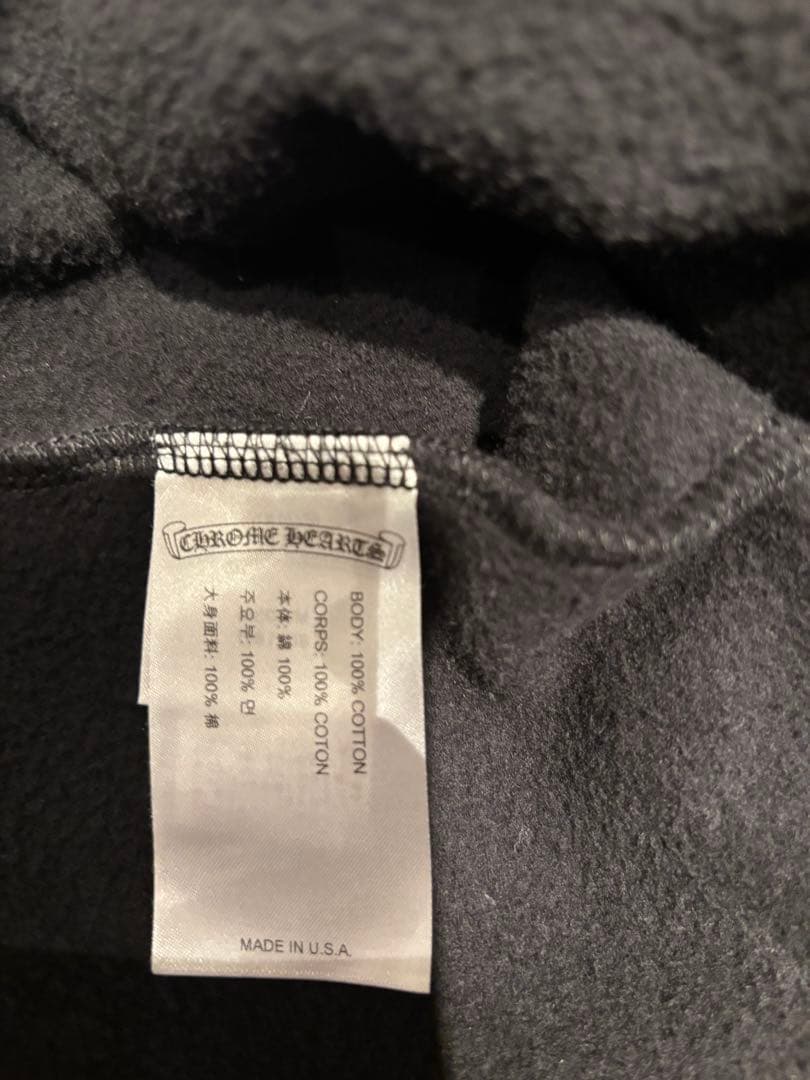 CHROME HEARTS
BODY: 100% COTTON
CORPS: 100% COTON
本体: 綿 100%
주요부: 100% 면
大身面料: 100% 棉
MADE IN U.S.A.